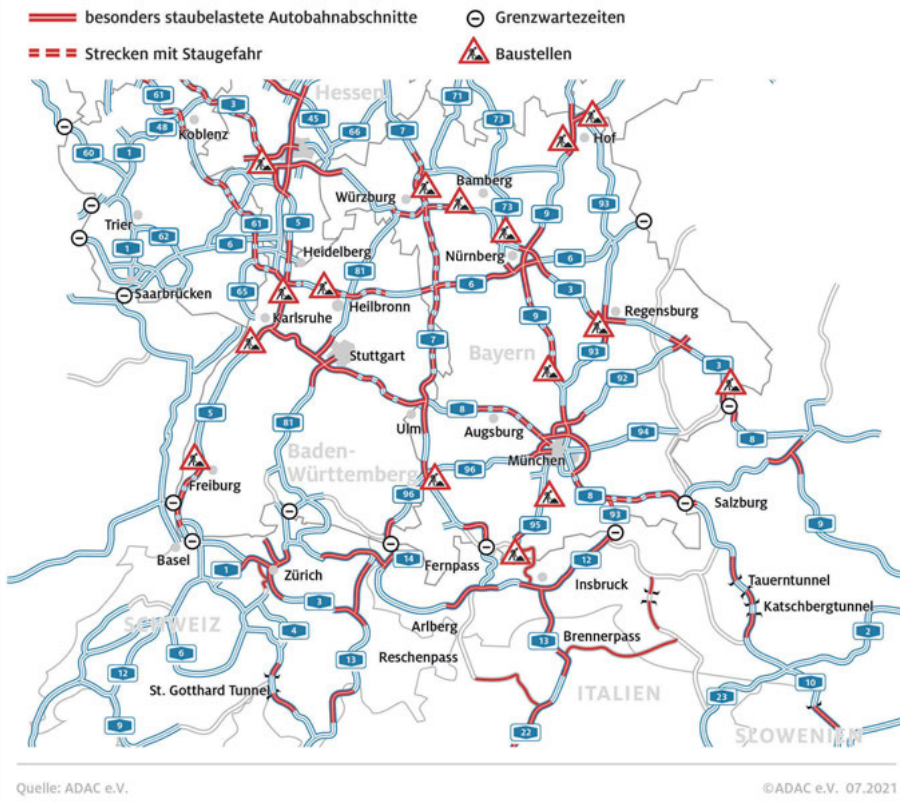 besonders staubelastete Autobahnabschnitte
Grenzwartezeiten
Strecken mit Staugefahr
Baustellen
61
3
Hessen
71
45
73
48
Koblenz
66
7
Hof
60
1
Bamberg
Würzburg
73
93
9
Trier
61
5
62
6
1
Heidelberg
Nürnberg
6
81
6
3
65
Saarbrücken
Heilbronn
Regensburg
Karlsruhe
9
7
93
Stuttgart
Bayern
3
92
5
8
81
Ulm
Augsburg
94
8
Baden-
Württemberg
96
München
Freiburg
96
8
Salzburg
93
95
9
Basel
14
Fernpass
12
1
Zürich
Insbruck
Tauerntunnel
3
Katschbergtunnel
SCHWEIZ
4
Arlberg
13
Brennerpass
2
6
13
Reschenpass
12
St. Gotthard Tunnel
ITALIEN
10
23
9
22
SLOWENIEN
Quelle: ADAC e.V.
©ADAC e.V. 07.2021